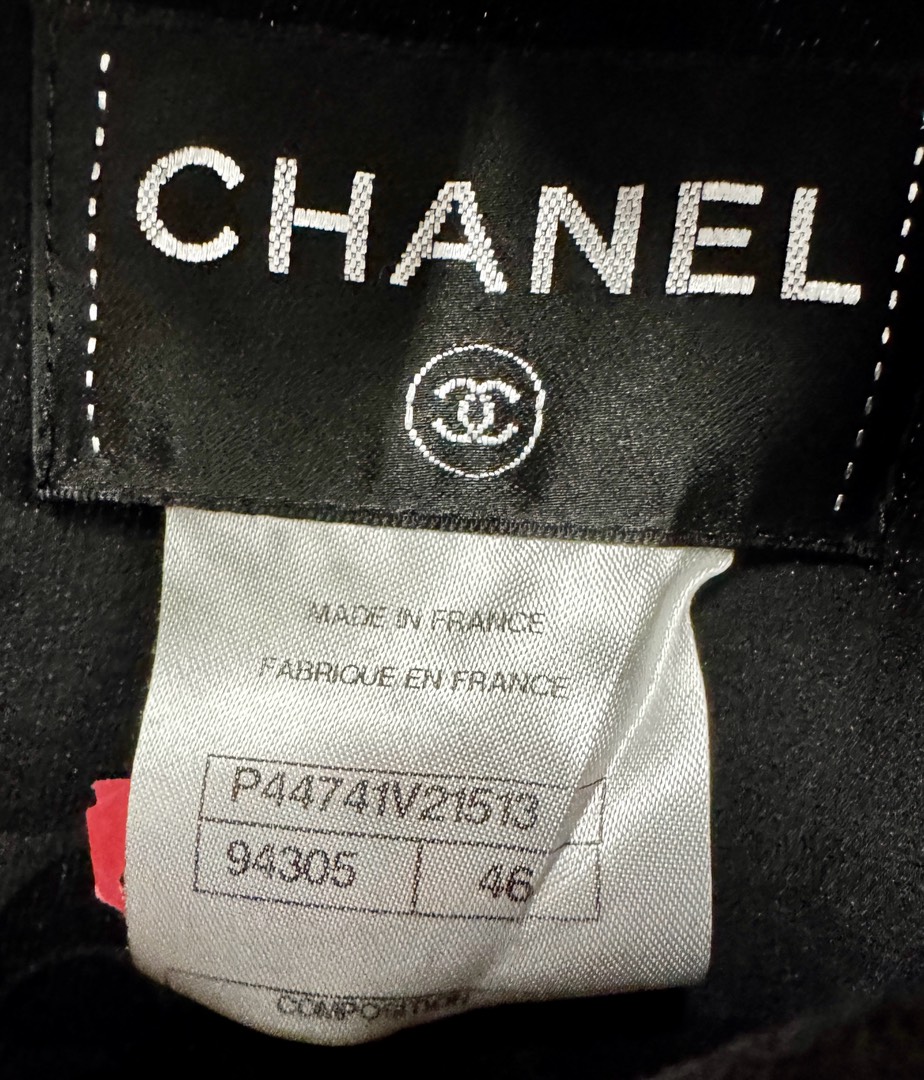 CHANEL
MADE IN FRANCE
FABRIQUE EN FRANCE
P44741V21513
94305 46
COMPOSITION